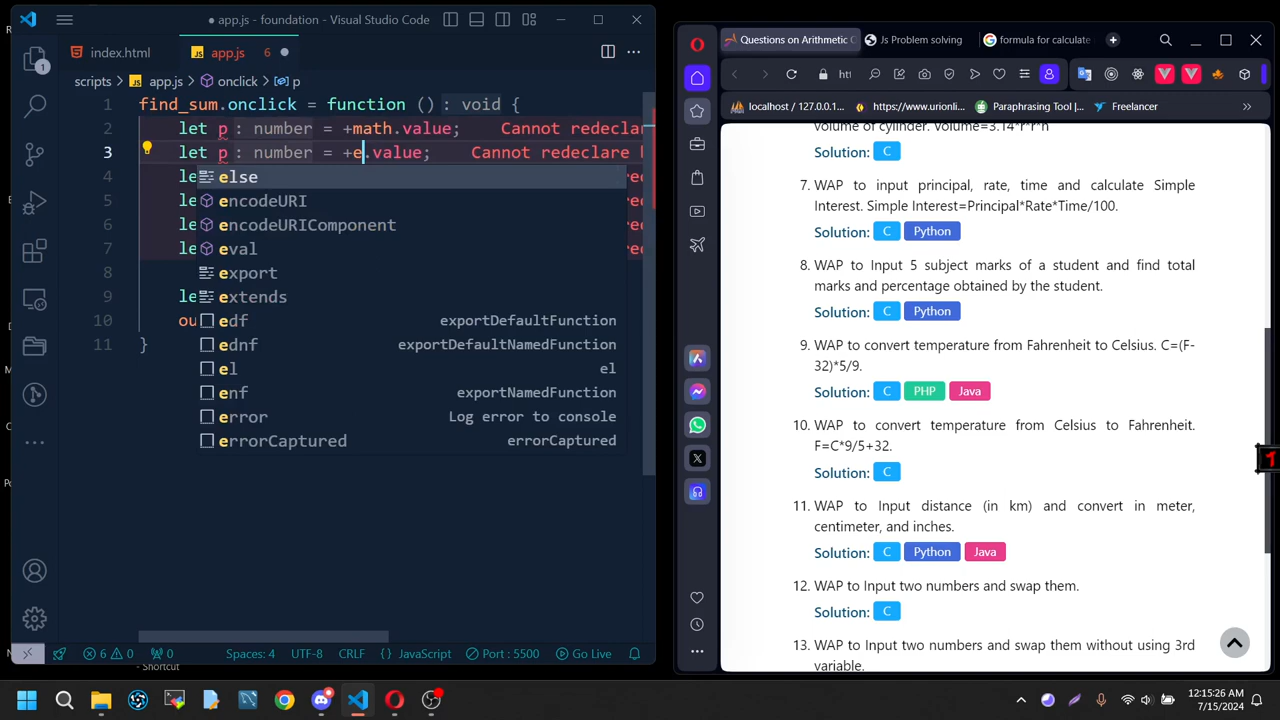 app.js - foundation - Visual Studio Code
index.html
app.js 6
scripts > app.js > onclick > p
1 find_sum.onclick = function (): void {
2 let p: number = +math.value; Cannot redeclar
3 let p: number = +e.value; Cannot redeclare
4 le
else
5 le
encodeURI
6 le
encodeURIComponent
7 le
eval
8
export
9 le
extends
10 ou
edf exportDefaultFunction
11 }
ednf exportDefaultNamedFunction
el el
enf exportNamedFunction
error Log error to console
errorCaptured errorCaptured
6 0 0 Spaces: 4 UTF-8 CRLF {} JavaScript Port : 5500 Go Live
Shortcut
Questions on Arithmetic
Js Problem solving
formula for calculate
htt
localhost / 127.0.0.1
https://www.urionli
Paraphrasing Tool |
Freelancer
volume of cylinder. Volume=3.14*r*r*h
Solution: C
7. WAP to input principal, rate, time and calculate Simple
Interest. Simple Interest=Principal*Rate*Time/100.
Solution: C Python
8. WAP to Input 5 subject marks of a student and find total
marks and percentage obtained by the student.
Solution: C Python
9. WAP to convert temperature from Fahrenheit to Celsius. C=(F-
32)*5/9.
Solution: C PHP Java
10. WAP to convert temperature from Celsius to Fahrenheit.
F=C*9/5+32.
Solution: C
11. WAP to Input distance (in km) and convert in meter,
centimeter, and inches.
Solution: C Python Java
12. WAP to Input two numbers and swap them.
Solution: C
13. WAP to Input two numbers and swap them without using 3rd
variable.
12:15:26 AM
7/15/2024